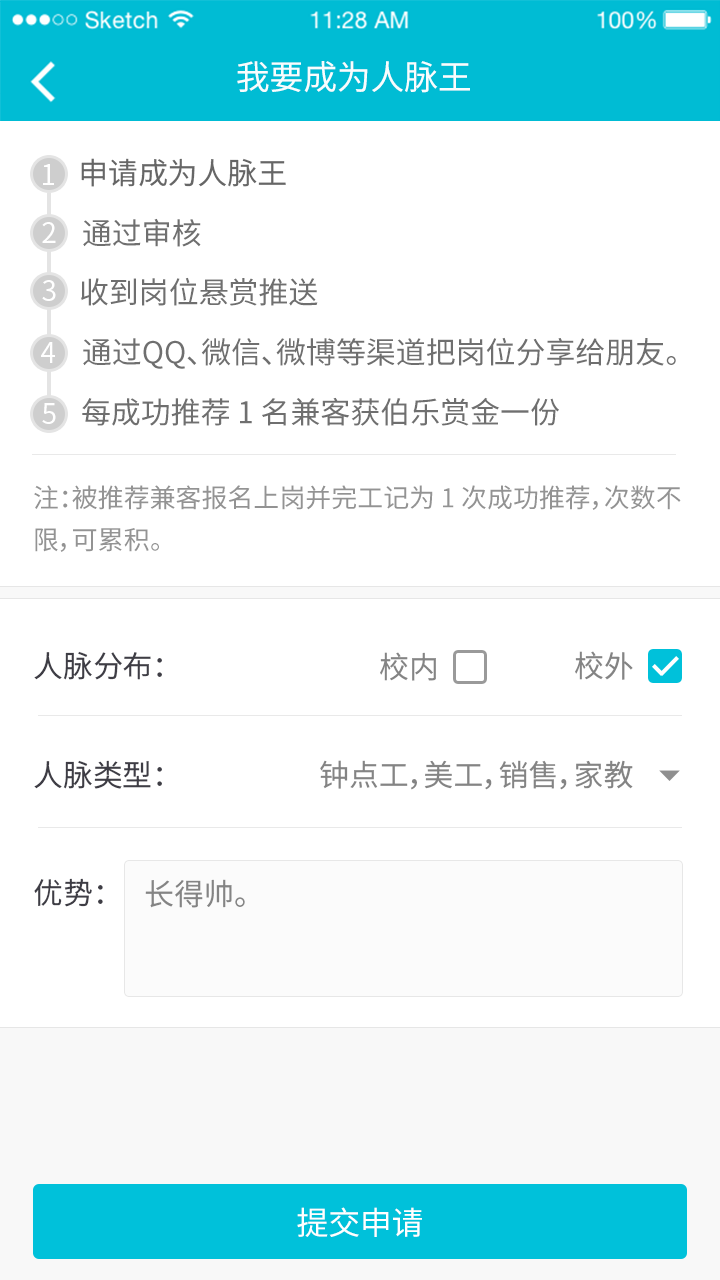 Sketch 11:28 AM 100%
我要成为人脉王
1 申请成为人脉王
2 通过审核
3 收到岗位悬赏推送
4 通过QQ、微信、微博等渠道把岗位分享给朋友。
5 每成功推荐 1 名兼客获伯乐赏金一份
注：被推荐兼客报名上岗并完工记为 1 次成功推荐，次数不
限，可累积。
人脉分布： 校内 校外
人脉类型： 钟点工，美工，销售，家教
优势： 长得帅。
提交申请